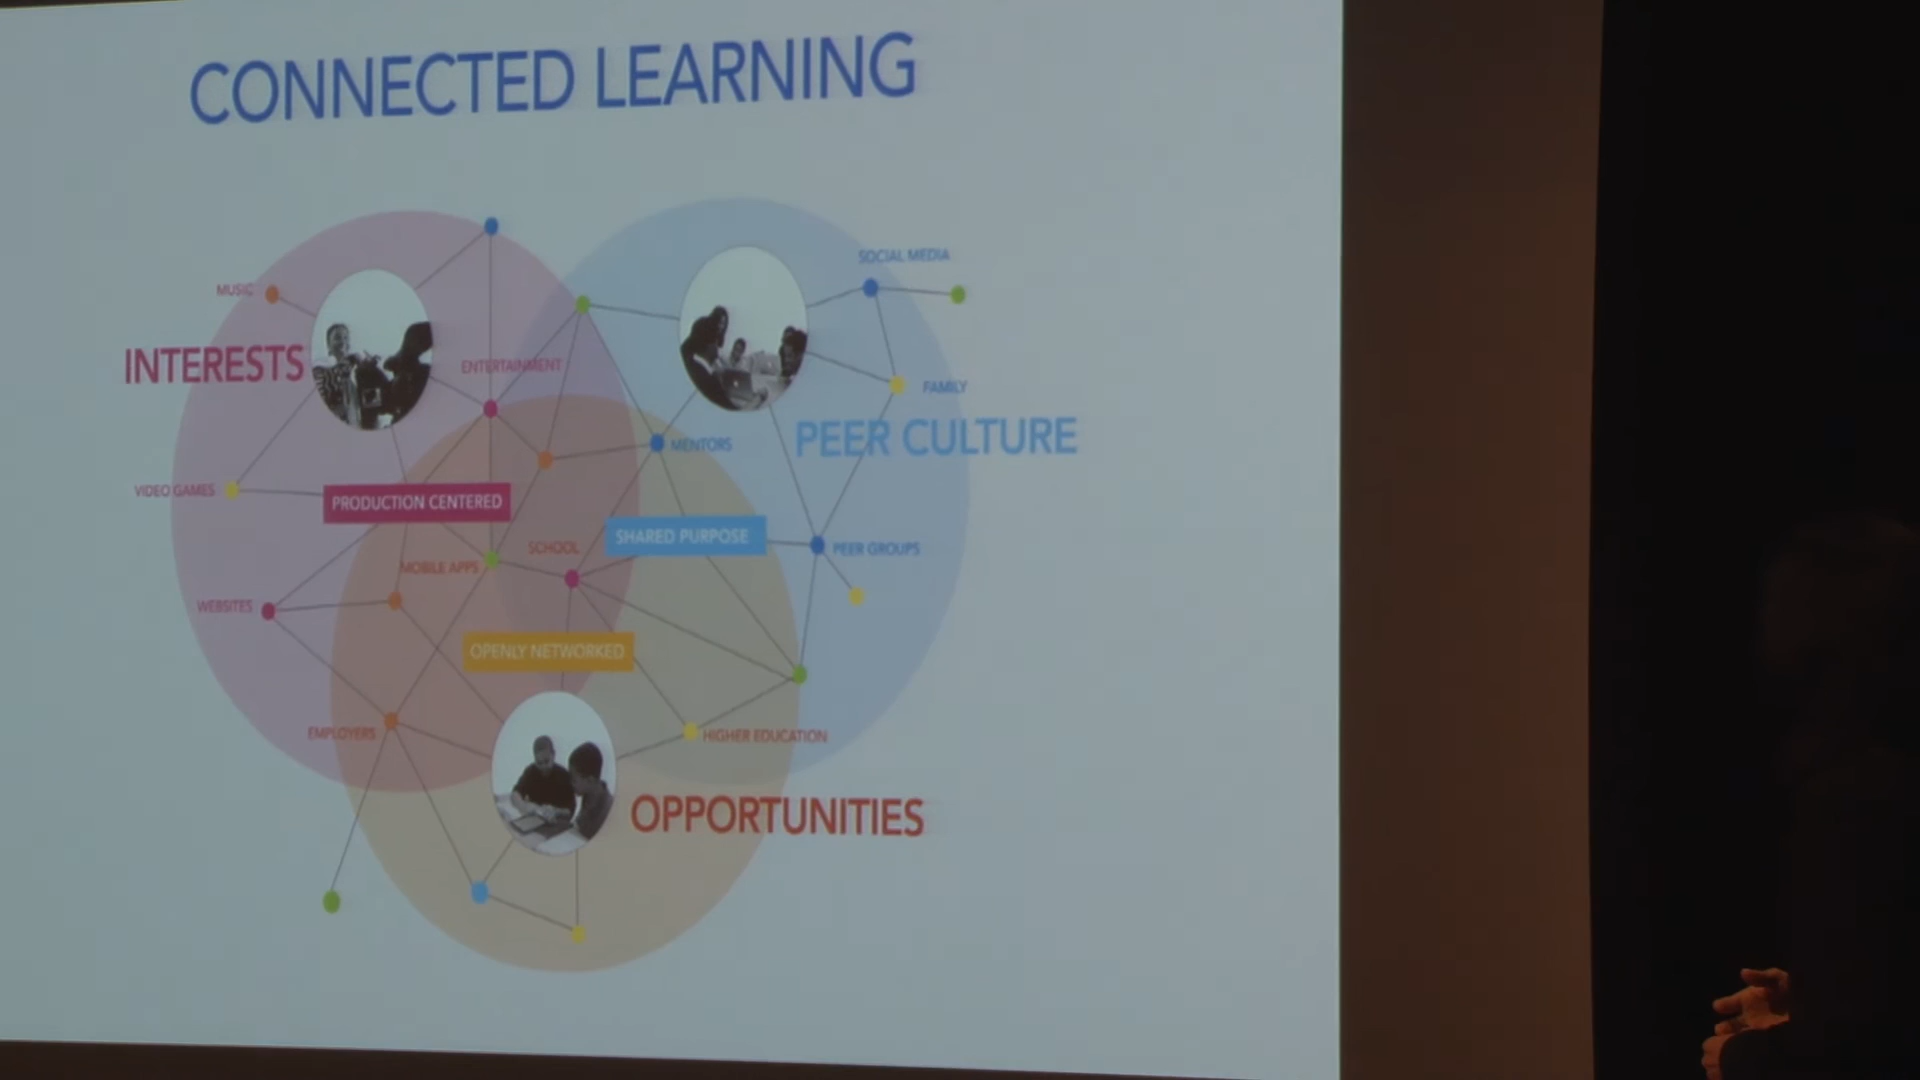 CONNECTED LEARNING
SOCIAL MEDIA
MUSIC
INTERESTS
ENTERTAINMENT
FAMILY
PEER CULTURE
MENTORS
VIDEO GAMES
PRODUCTION CENTERED
SHARED PURPOSE
SCHOOL
PEER GROUPS
MOBILE APPS
WEBSITES
OPENLY NETWORKED
EMPLOYERS
HIGHER EDUCATION
OPPORTUNITIES